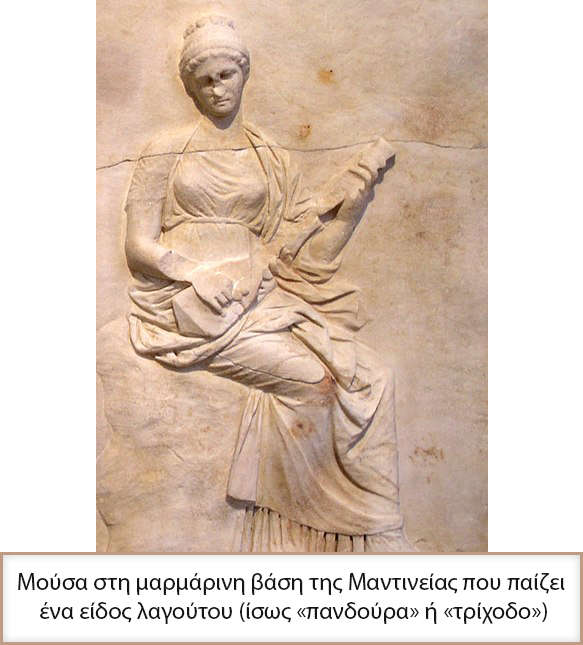 Μούσα στη μαρμάρινη βάση της Μαντινείας που παίζει
ένα είδος λαγούτου (ίσως «πανδούρα» ή «τρίχοδο»)